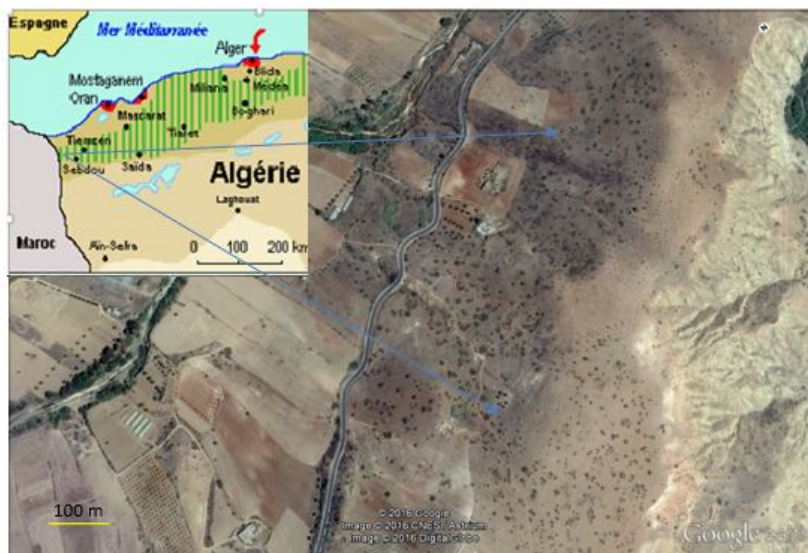 Espagne
Mer Méditerranée
Alger
Blida
Mostaganem
Miliana
Médéa
Oran
Boghari
Mascarat
Tiaret
Tlemcen
Sebdou
Saïda
Algérie
Laghouat
Maroc
Aïn-Sefra
0 100 200 km
N
100 m
© 2016 Google
Image © 2016 CNES / Astrium
Image © 2016 DigitalGlobe
Google